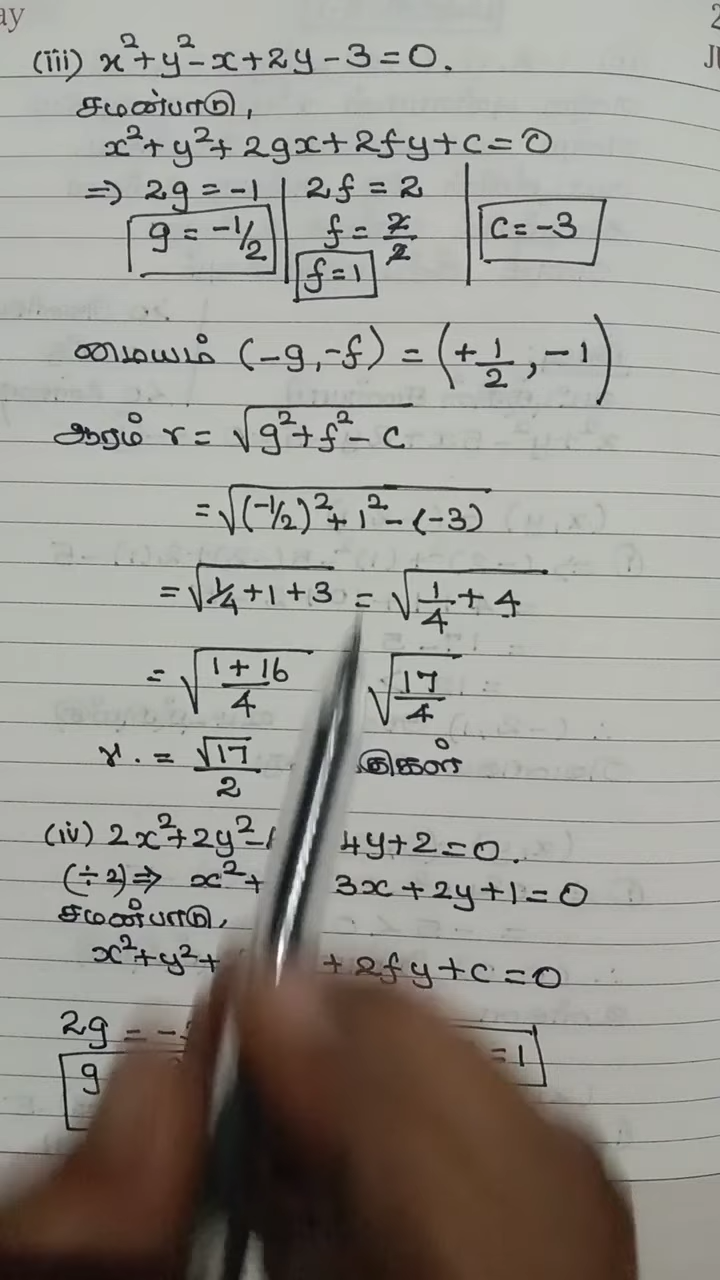 ay
2
(iii) x²+y²-x+2y-3=0.
சமன்பாடு,
x²+y²+2gx+2fy+c=0
⇒ 2g = -1 | 2f = 2
g = -1/2 | f = 2/2 | c = -3
f = 1
மையம் (-g, -f) = (+1/2, -1)
ஆரம் r = √(g²+f²-c)
= √((-1/2)²+1²-(-3))
= √(1/4+1+3) = √(1/4+4)
= √((1+16)/4) √(17/4)
r = √17/2
(iv) 2x²+2y²- 4y+2=0.
(÷2)⇒ x²+ 3x+2y+1=0
சமன்பாடு,
x²+y²+ +2fy+c=0
2g = -
g = 1